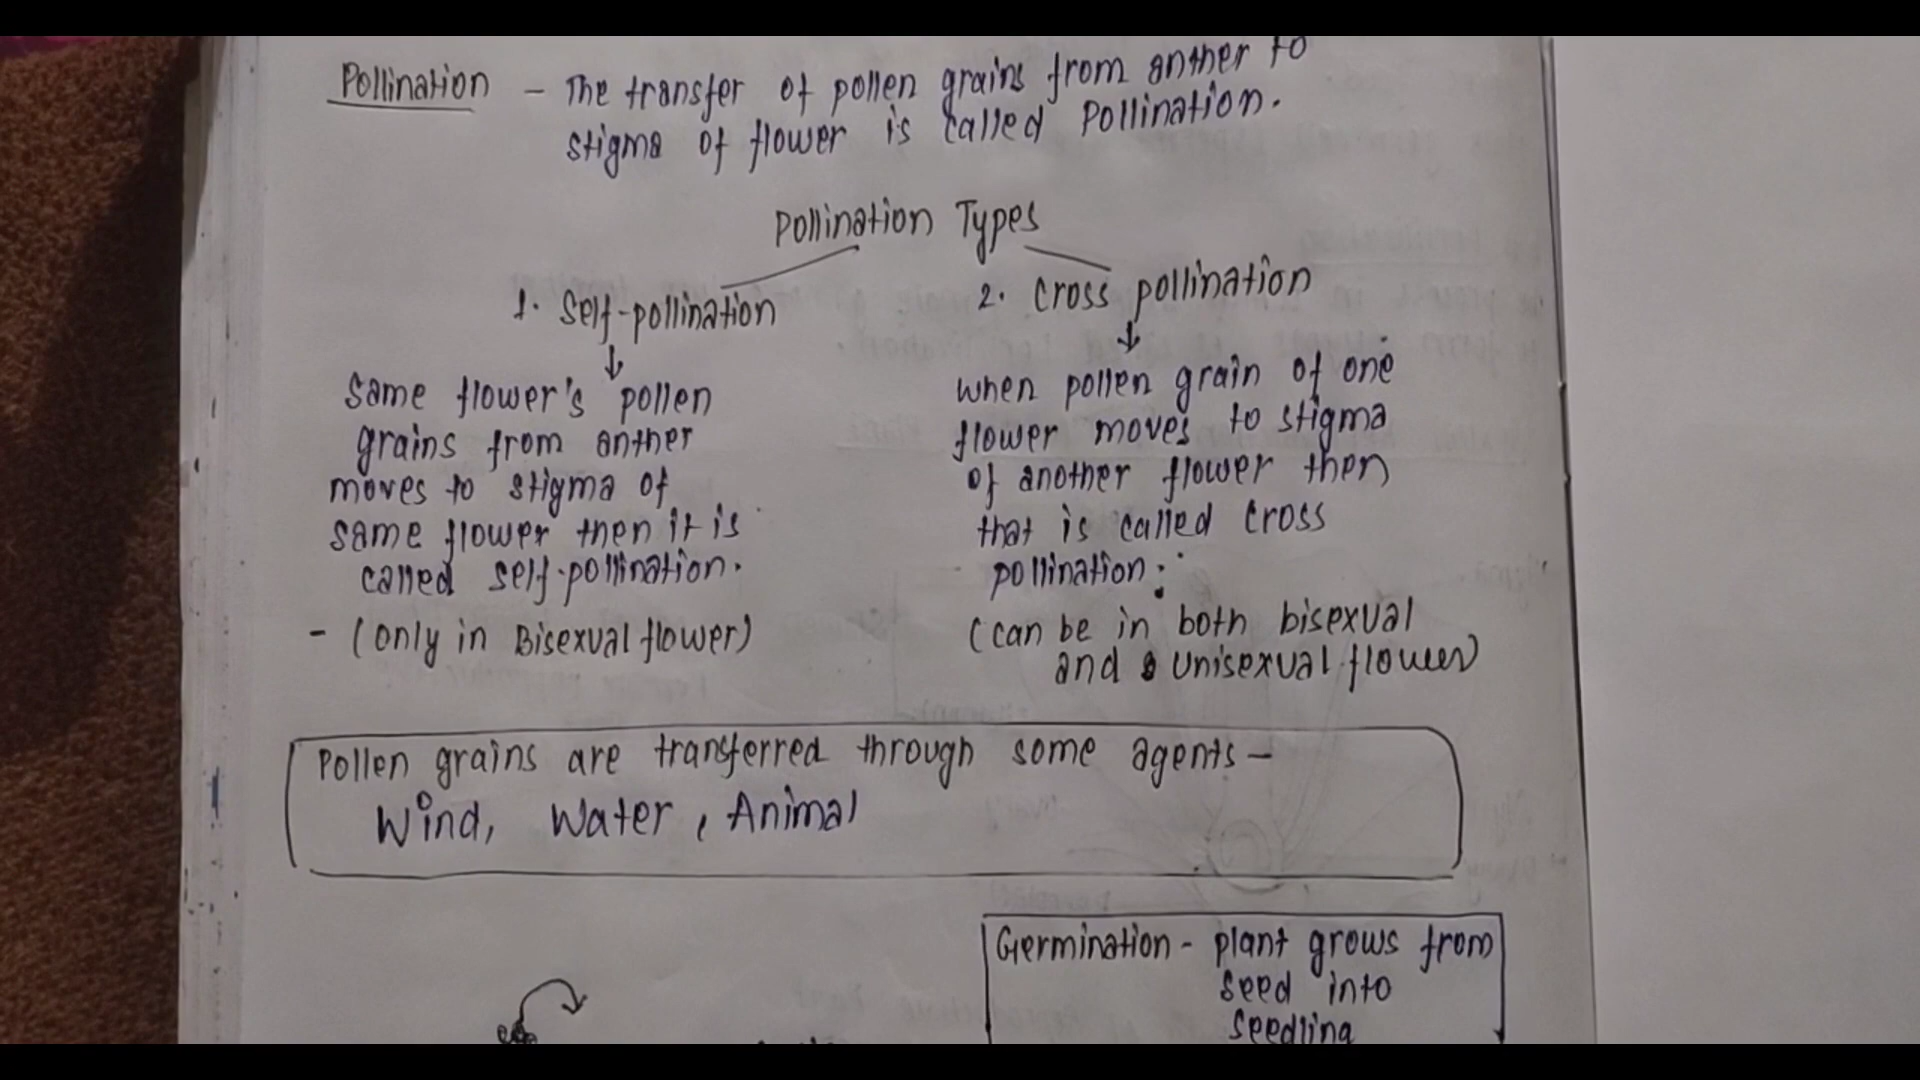 Pollination - The transfer of pollen grains from anther to
stigma of flower is called Pollination.
Pollination Types
1. Self-pollination
Same flower's pollen
grains from anther
moves to stigma of
same flower then it is
called self-pollination.
- (only in Bisexual flower)
2. Cross pollination
when pollen grain of one
flower moves to stigma
of another flower then
that is called cross
pollination.
(can be in both bisexual
and unisexual flower)
Pollen grains are transferred through some agents -
Wind, Water, Animal
Germination - plant grows from
seed into
seedling